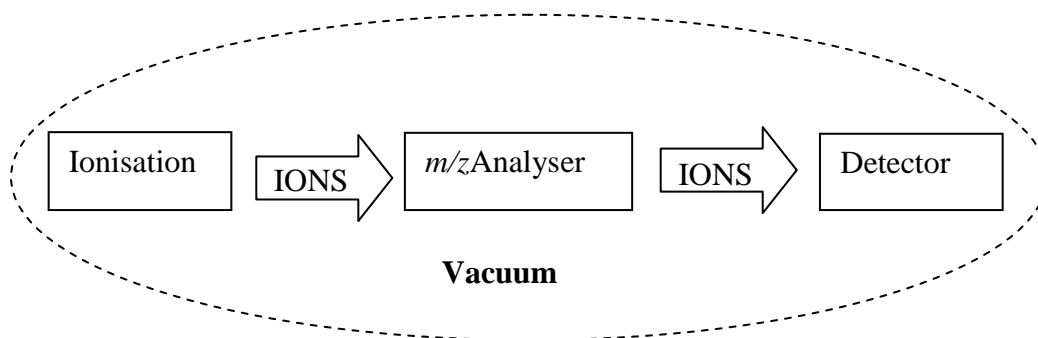 Ionisation
IONS
m/zAnalyser
IONS
Detector
Vacuum